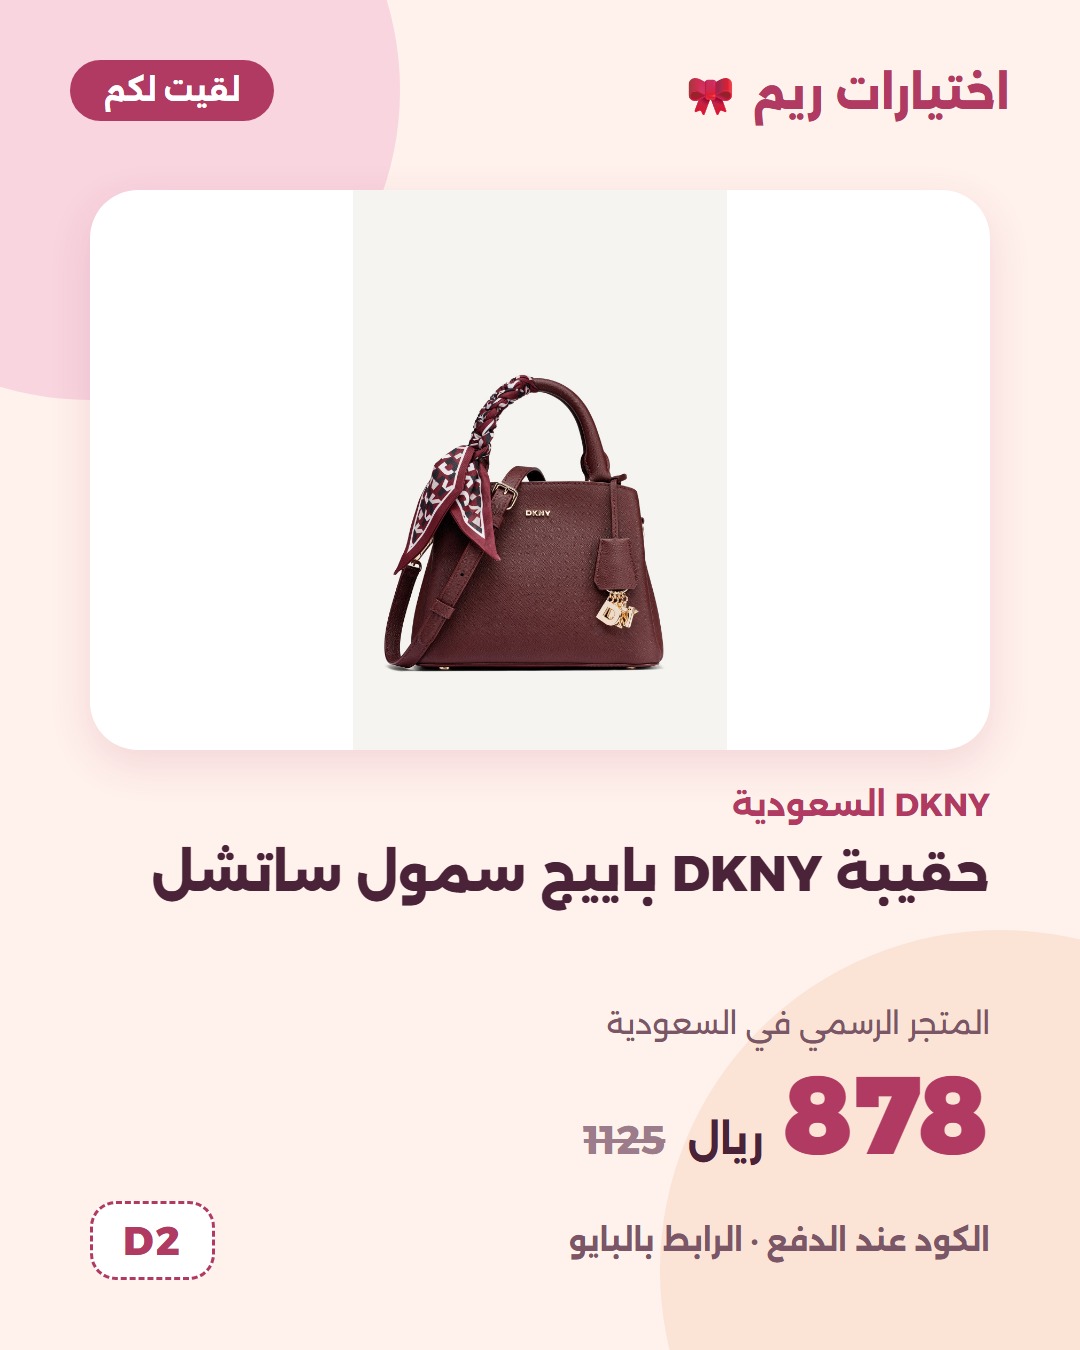 اختيارات ريم 🎀
لقيت لكم
DKNY
DKNY السعودية
حقيبة DKNY باييج سمول ساتشل
المتجر الرسمي في السعودية
878 ريال 1125
الكود عند الدفع · الرابط بالبايو
D2